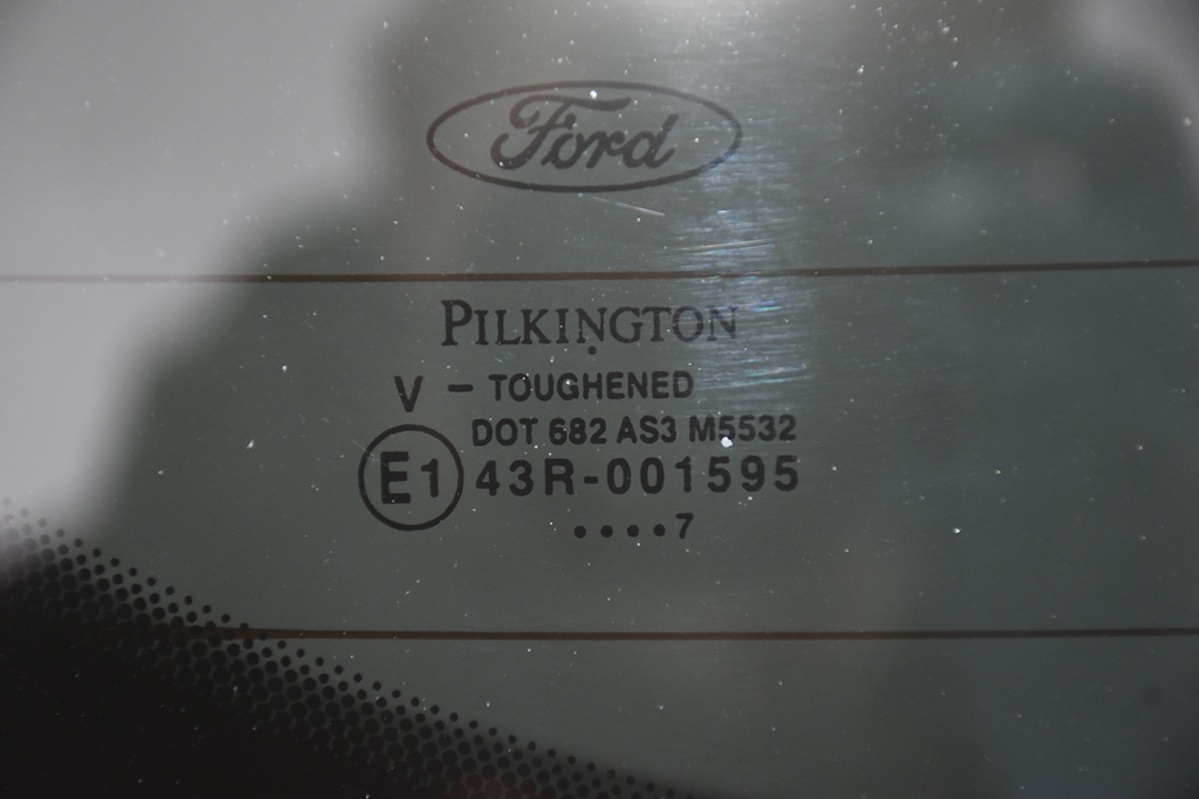 Ford
PILKINGTON
V - TOUGHENED
DOT 682 AS3 M5532
E1 43R-001595
••••7